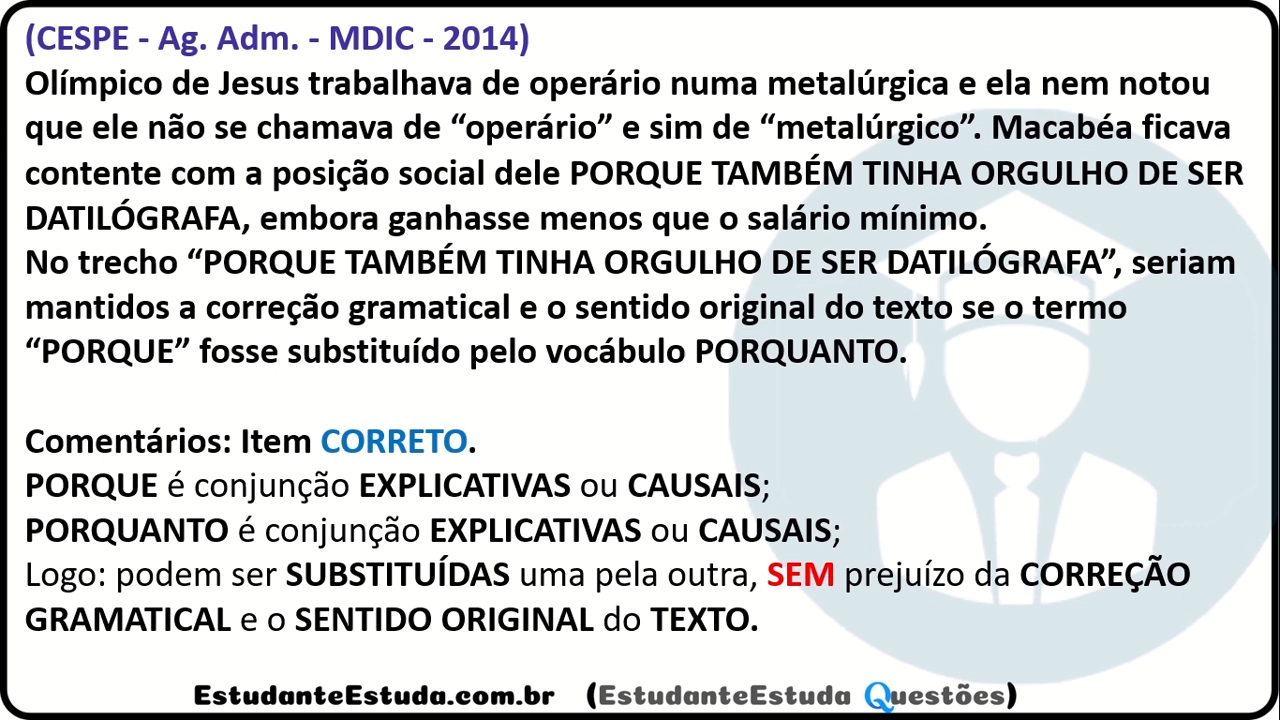 (CESPE - Ag. Adm. - MDIC - 2014)
Olímpico de Jesus trabalhava de operário numa metalúrgica e ela nem notou
que ele não se chamava de “operário” e sim de “metalúrgico”. Macabéa ficava
contente com a posição social dele PORQUE TAMBÉM TINHA ORGULHO DE SER
DATILÓGRAFA, embora ganhasse menos que o salário mínimo.
No trecho “PORQUE TAMBÉM TINHA ORGULHO DE SER DATILÓGRAFA”, seriam
mantidos a correção gramatical e o sentido original do texto se o termo
“PORQUE” fosse substituído pelo vocábulo PORQUANTO.
Comentários: Item CORRETO.
PORQUE é conjunção EXPLICATIVAS ou CAUSAIS;
PORQUANTO é conjunção EXPLICATIVAS ou CAUSAIS;
Logo: podem ser SUBSTITUÍDAS uma pela outra, SEM prejuízo da CORREÇÃO
GRAMATICAL e o SENTIDO ORIGINAL do TEXTO.
EstudanteEstuda.com.br (EstudanteEstuda Questões)